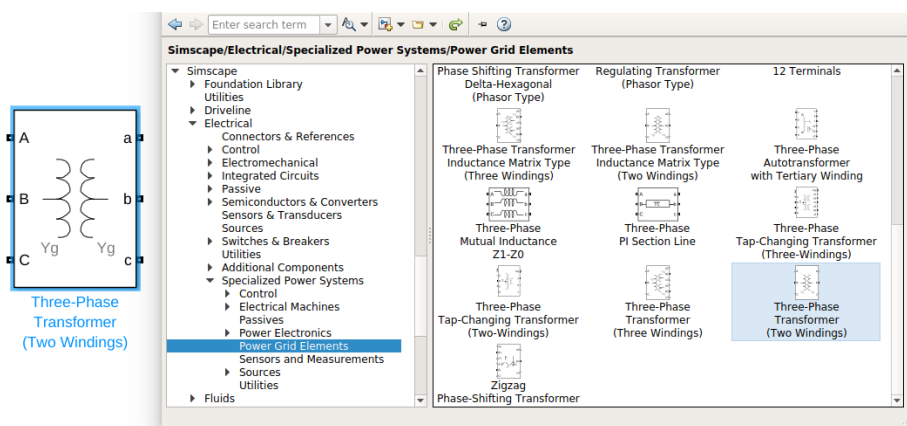 Enter search term
Simscape/Electrical/Specialized Power Systems/Power Grid Elements
A
a
B
b
C
c
Yg
Yg
Three-Phase
Transformer
(Two Windings)
Simscape
Foundation Library
Utilities
Driveline
Electrical
Connectors & References
Control
Electromechanical
Integrated Circuits
Passive
Semiconductors & Converters
Sensors & Transducers
Sources
Switches & Breakers
Utilities
Additional Components
Specialized Power Systems
Control
Electrical Machines
Passives
Power Electronics
Power Grid Elements
Sensors and Measurements
Sources
Utilities
Fluids
Phase Shifting Transformer
Delta-Hexagonal
(Phasor Type)
Regulating Transformer
(Phasor Type)
12 Terminals
Three-Phase Transformer
Inductance Matrix Type
(Three Windings)
Three-Phase Transformer
Inductance Matrix Type
(Two Windings)
Three-Phase
Autotransformer
with Tertiary Winding
Three-Phase
Mutual Inductance
Z1-Z0
Three-Phase
PI Section Line
Three-Phase
Tap-Changing Transformer
(Three-Windings)
Three-Phase
Tap-Changing Transformer
(Two-Windings)
Three-Phase
Transformer
(Three Windings)
Three-Phase
Transformer
(Two Windings)
Zigzag
Phase-Shifting Transformer